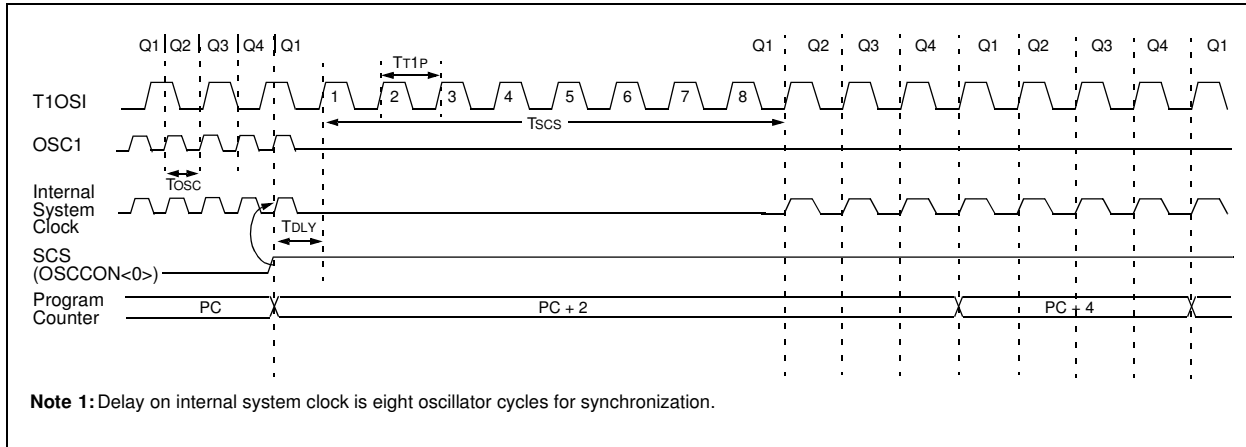 Q1 Q2 Q3 Q4 Q1 Q1 Q2 Q3 Q4 Q1 Q2 Q3 Q4 Q1
TT1P
T1OSI
1 2 3 4 5 6 7 8
TSCS
OSC1
TOSC
Internal
System
Clock
TDLY
SCS
(OSCCON<0>)
Program
Counter
PC PC + 2 PC + 4
Note 1: Delay on internal system clock is eight oscillator cycles for synchronization.